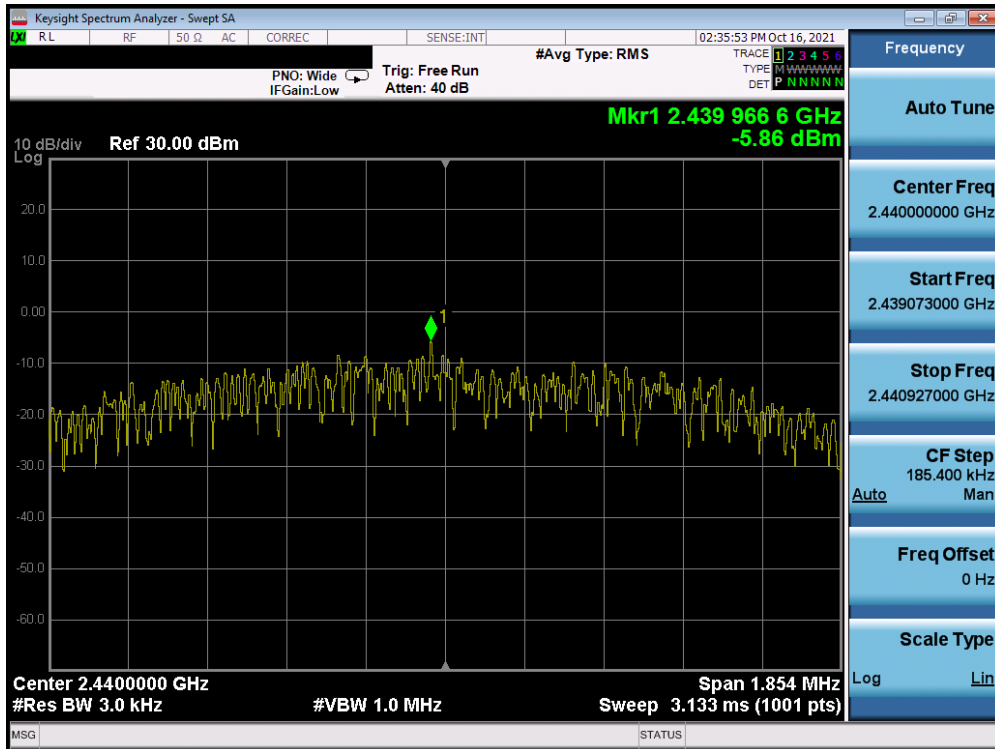 Keysight Spectrum Analyzer - Swept SA
LXI RL RF 50 Ω AC CORREC SENSE:INT 02:35:53 PM Oct 16, 2021
#Avg Type: RMS TRACE 1 2 3 4 5 6
PNO: Wide Trig: Free Run TYPE M WWWWW
IFGain:Low Atten: 40 dB DET P N N N N N
Mkr1 2.439 966 6 GHz
-5.86 dBm
10 dB/div Ref 30.00 dBm
Log
20.0
10.0
0.00
1
-10.0
-20.0
-30.0
-40.0
-50.0
-60.0
Center 2.4400000 GHz Span 1.854 MHz
#Res BW 3.0 kHz #VBW 1.0 MHz Sweep 3.133 ms (1001 pts)
MSG STATUS
Frequency
Auto Tune
Center Freq
2.440000000 GHz
Start Freq
2.439073000 GHz
Stop Freq
2.440927000 GHz
CF Step
185.400 kHz
Auto Man
Freq Offset
0 Hz
Scale Type
Log Lin